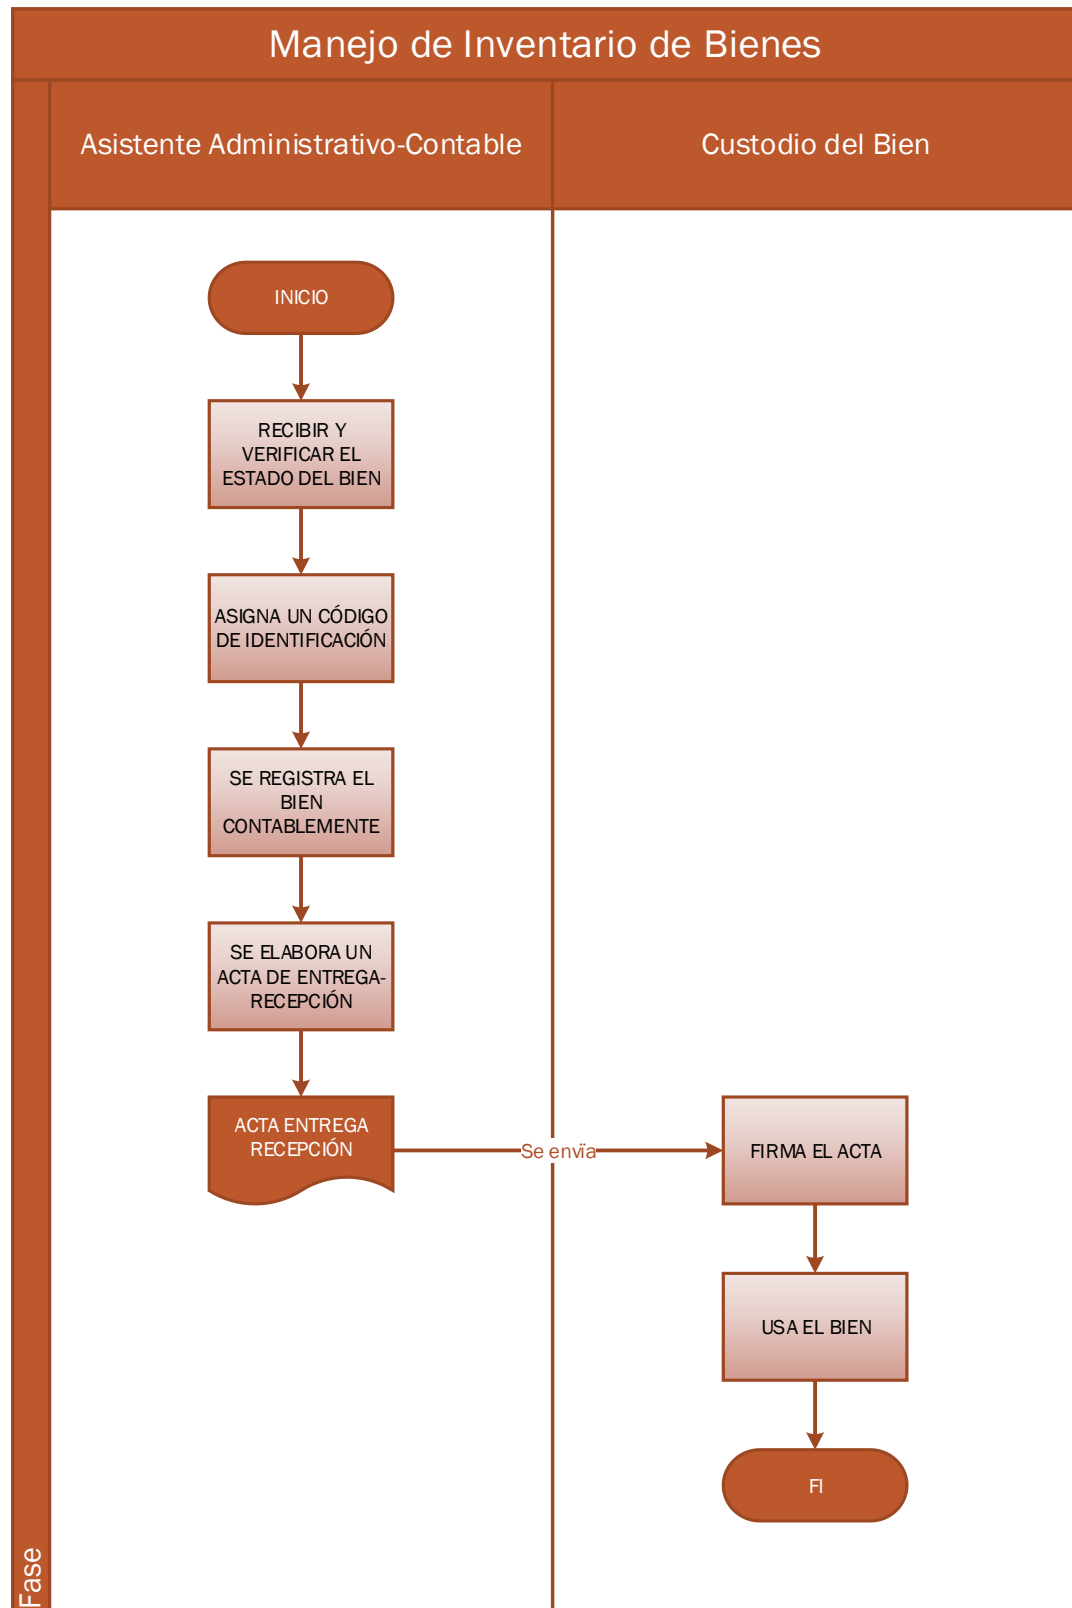 Manejo de Inventario de Bienes
Asistente Administrativo-Contable
Custodio del Bien
INICIO
RECIBIR Y
VERIFICAR EL
ESTADO DEL BIEN
ASIGNA UN CÓDIGO
DE IDENTIFICACIÓN
SE REGISTRA EL
BIEN
CONTABLEMENTE
SE ELABORA UN
ACTA DE ENTREGA-
RECEPCIÓN
ACTA ENTREGA
RECEPCIÓN
Se envïa
FIRMA EL ACTA
USA EL BIEN
FI
Fase